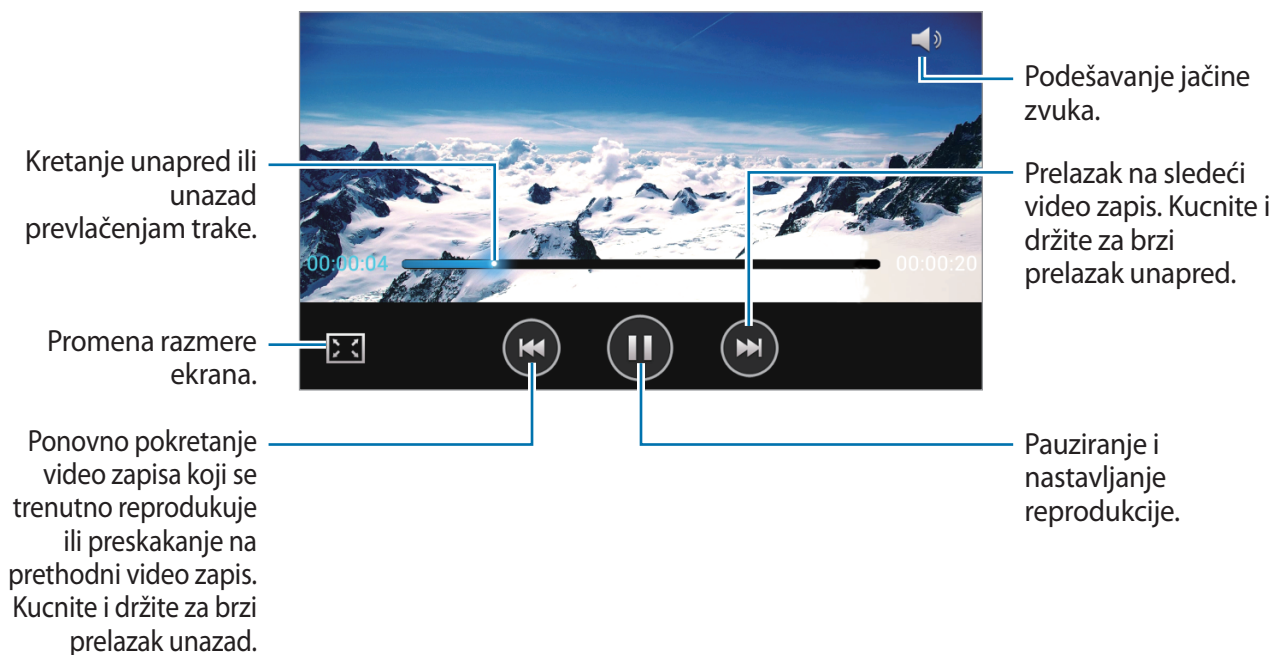 Podešavanje jačine
zvuka.
Kretanje unapred ili
unazad
prevlačenjam trake.
Prelazak na sledeći
video zapis. Kucnite i
držite za brzi
prelazak unapred.
00:00:04
00:00:20
Promena razmere
ekrana.
Ponovno pokretanje
video zapisa koji se
trenutno reprodukuje
ili preskakanje na
prethodni video zapis.
Kucnite i držite za brzi
prelazak unazad.
Pauziranje i
nastavljanje
reprodukcije.